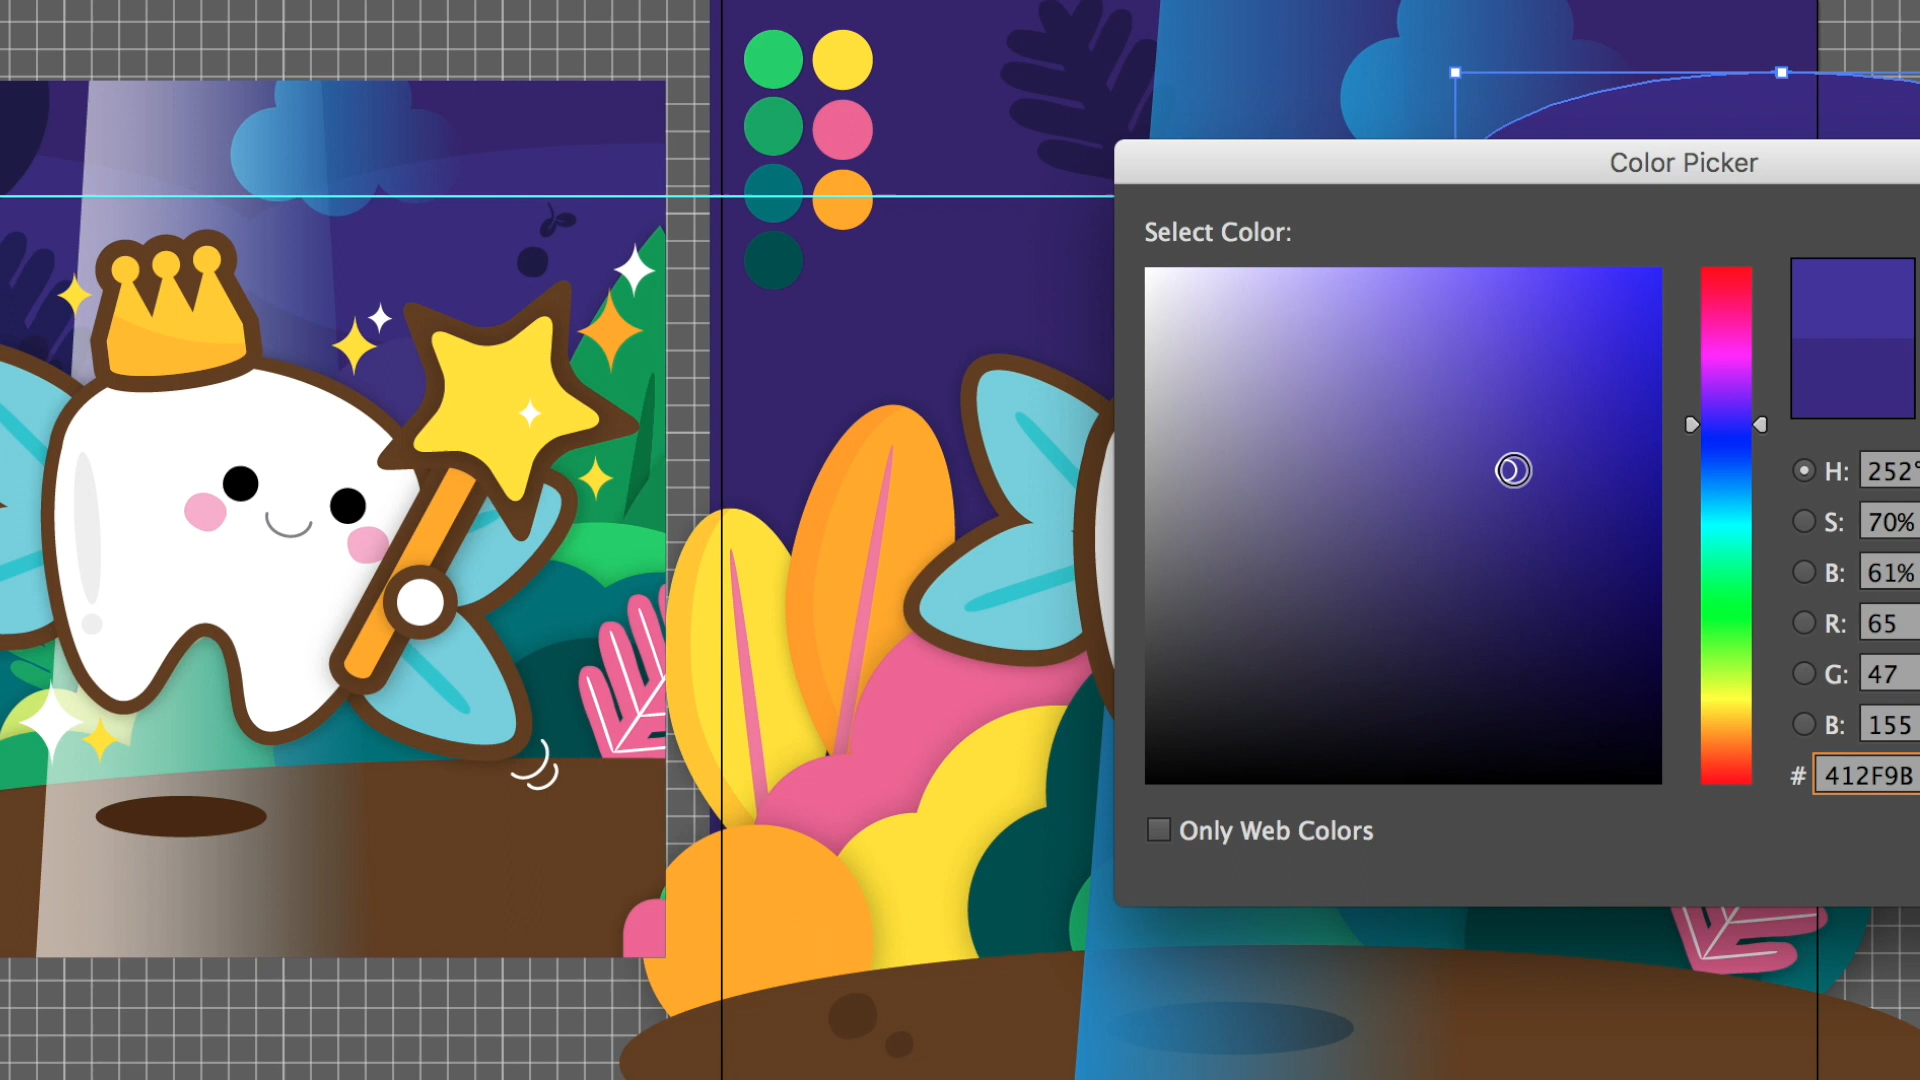 Color Picker
Select Color:
H: 252°
S: 70%
B: 61%
R: 65
G: 47
B: 155
# 412F9B
Only Web Colors